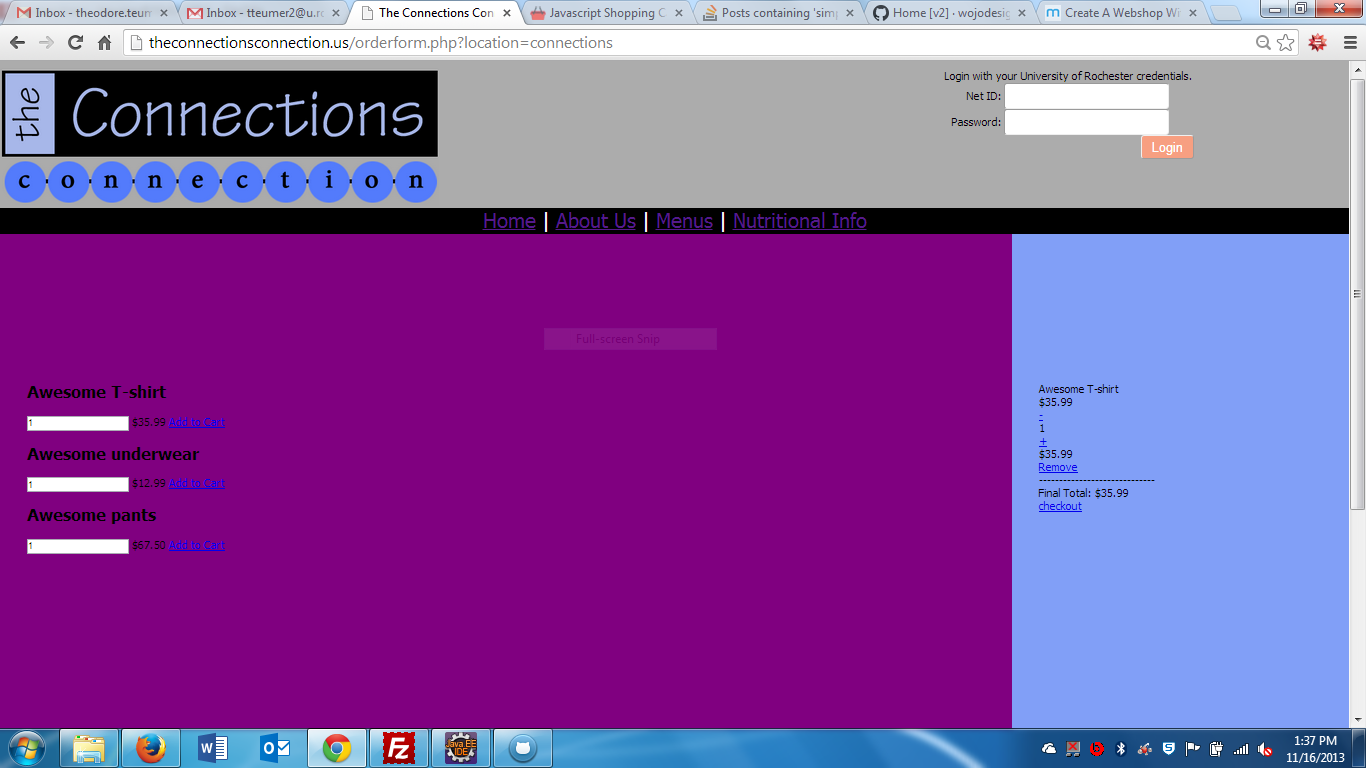 Inbox - theodore.teum
Inbox - tteumer2@u.ro
The Connections Con
Javascript Shopping C
Posts containing 'simp
Home [v2] · wojodesig
Create A Webshop Wi
theconnectionsconnection.us/orderform.php?location=connections
the Connections
connection
Login with your University of Rochester credentials.
Net ID:
Password:
Login
Home | About Us | Menus | Nutritional Info
Full-screen Snip
Awesome T-shirt
1 $35.99 Add to Cart
Awesome underwear
1 $12.99 Add to Cart
Awesome pants
1 $67.50 Add to Cart
Awesome T-shirt
$35.99
-
1
+
$35.99
Remove
-----------------------------
Final Total: $35.99
checkout
Java EE
IDE
1:37 PM
11/16/2013